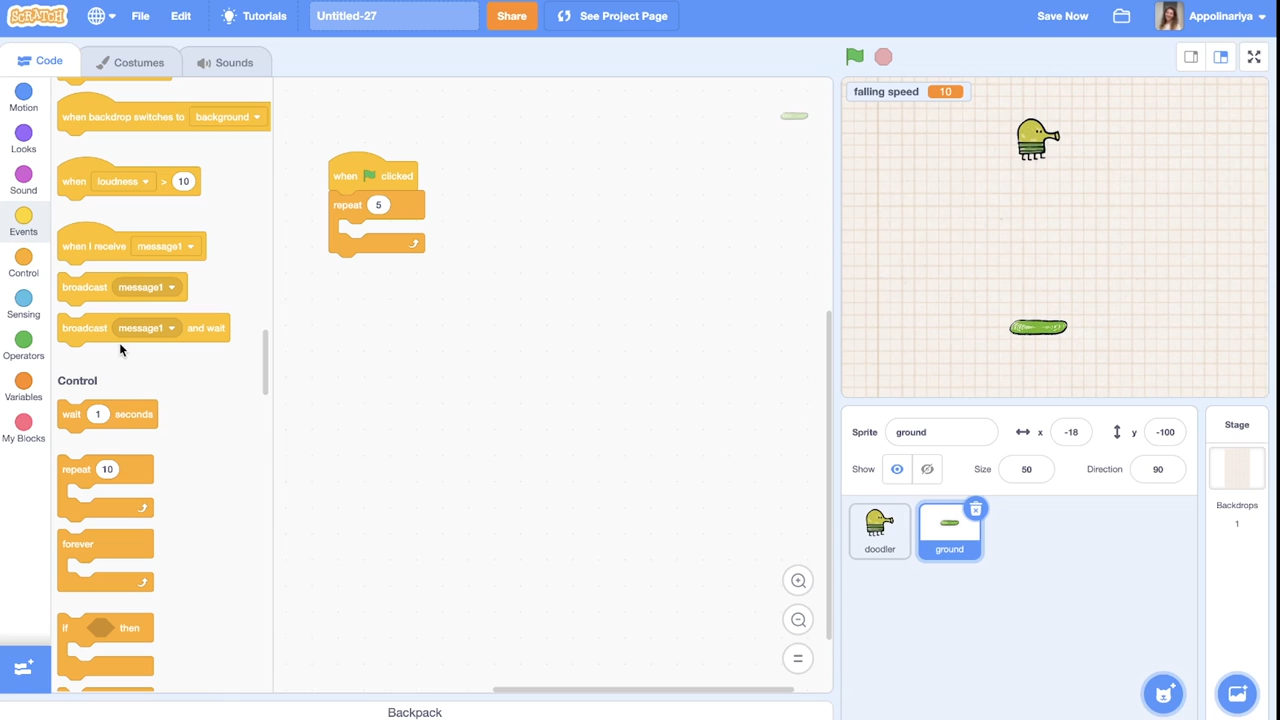 SCRATCH File Edit Tutorials Untitled-27 Share See Project Page Save Now Appolinariya
Code Costumes Sounds
Motion
Looks
Sound
Events
Control
Sensing
Operators
Variables
My Blocks
when backdrop switches to background
when loudness > 10
when I receive message1
broadcast message1
broadcast message1 and wait
Control
wait 1 seconds
repeat 10
forever
if then
when clicked
repeat 5
Backpack
falling speed 10
Sprite ground x -18 y -100
Show Size 50 Direction 90
doodler
ground
Stage
Backdrops
1